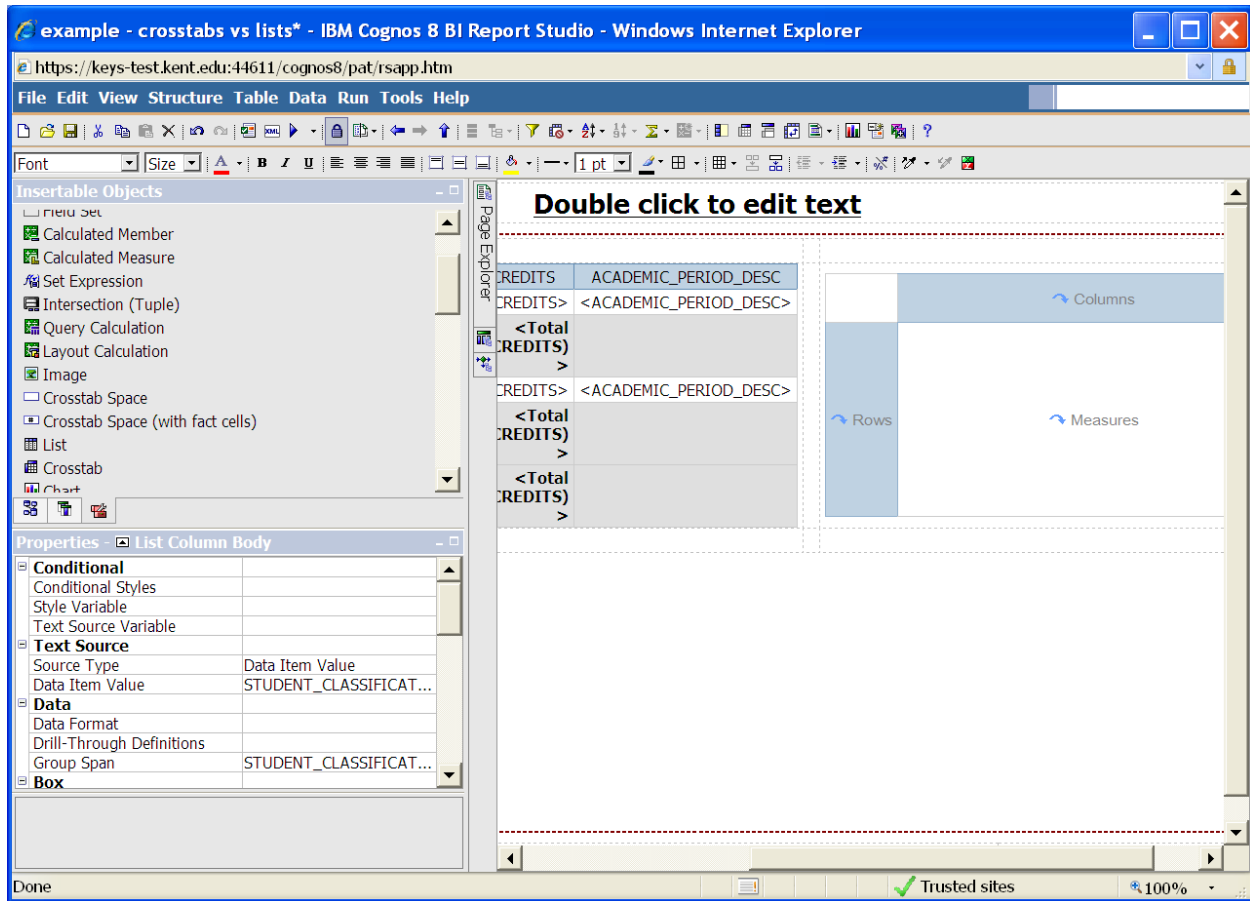 example - crosstabs vs lists* - IBM Cognos 8 BI Report Studio - Windows Internet Explorer
https://keys-test.kent.edu:44611/cognos8/pat/rsapp.htm
File Edit View Structure Table Data Run Tools Help
Font Size A B I U 1 pt
Insertable Objects
Field Set
Calculated Member
Calculated Measure
Set Expression
Intersection (Tuple)
Query Calculation
Layout Calculation
Image
Crosstab Space
Crosstab Space (with fact cells)
List
Crosstab
Chart
Properties - List Column Body
Conditional
Conditional Styles
Style Variable
Text Source Variable
Text Source
Source Type Data Item Value
Data Item Value STUDENT_CLASSIFICAT...
Data
Data Format
Drill-Through Definitions
Group Span STUDENT_CLASSIFICAT...
Box
Page Explorer
Double click to edit text
CREDITS ACADEMIC_PERIOD_DESC
CREDITS> <ACADEMIC_PERIOD_DESC>
<Total
CREDITS)
>
CREDITS> <ACADEMIC_PERIOD_DESC>
<Total
CREDITS)
>
<Total
CREDITS)
>
Columns
Rows Measures
Done Trusted sites 100%